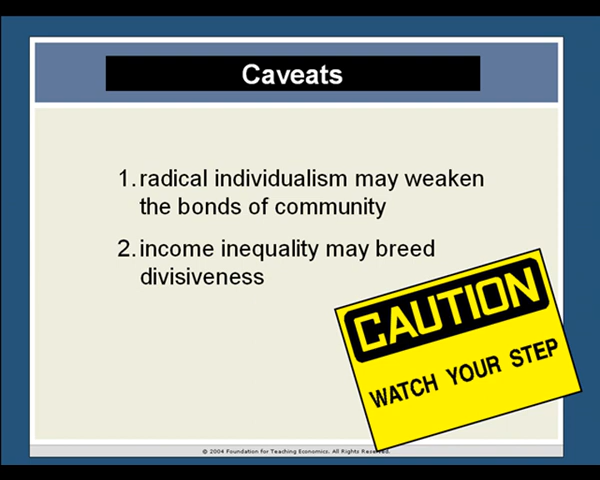 Caveats
1. radical individualism may weaken
the bonds of community
2. income inequality may breed
divisiveness
CAUTION
WATCH YOUR STEP
© 2004 Foundation for Teaching Economics. All Rights Reserved.